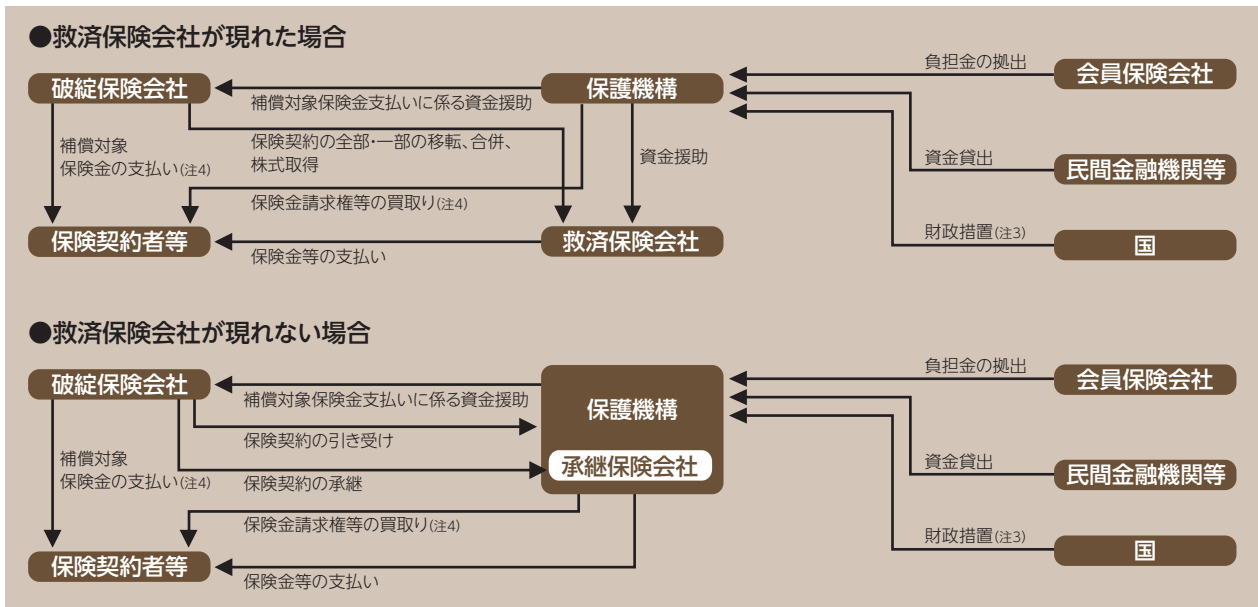 ●救済保険会社が現れた場合
破綻保険会社
保護機構
会員保険会社
負担金の拠出
補償対象保険金支払いに係る資金援助
保険契約の全部・一部の移転、合併、
株式取得
補償対象
保険金の支払い(注4)
資金援助
資金貸出
民間金融機関等
保険金請求権等の買取り(注4)
保険契約者等
救済保険会社
財政措置(注3)
国
保険金等の支払い
●救済保険会社が現れない場合
破綻保険会社
保護機構
会員保険会社
負担金の拠出
補償対象保険金支払いに係る資金援助
保険契約の引き受け
補償対象
保険金の支払い(注4)
承継保険会社
保険契約の承継
資金貸出
民間金融機関等
保険金請求権等の買取り(注4)
財政措置(注3)
国
保険契約者等
保険金等の支払い